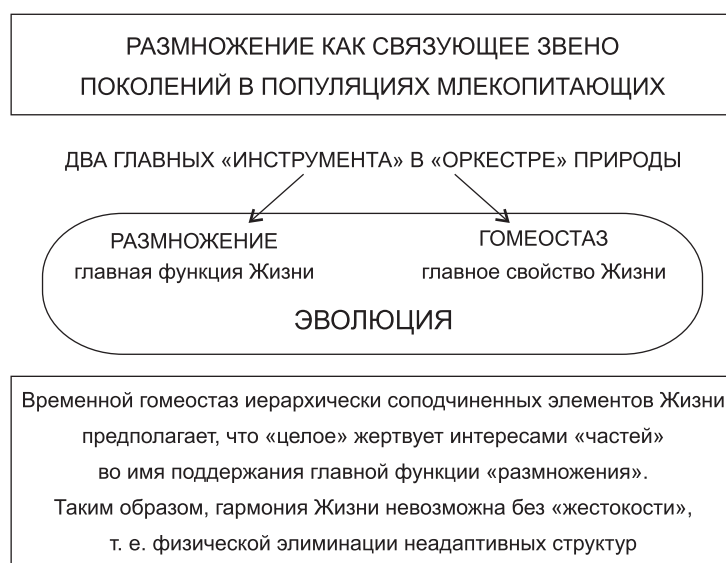 РАЗМНОЖЕНИЕ КАК СВЯЗУЮЩЕЕ ЗВЕНО
ПОКОЛЕНИЙ В ПОПУЛЯЦИЯХ МЛЕКОПИТАЮЩИХ
ДВА ГЛАВНЫХ «ИНСТРУМЕНТА» В «ОРКЕСТРЕ» ПРИРОДЫ
РАЗМНОЖЕНИЕ
главная функция Жизни
ГОМЕОСТАЗ
главное свойство Жизни
ЭВОЛЮЦИЯ
Временной гомеостаз иерархически соподчиненных элементов Жизни
предполагает, что «целое» жертвует интересами «частей»
во имя поддержания главной функции «размножения».
Таким образом, гармония Жизни невозможна без «жестокости»,
т. е. физической элиминации неадаптивных структур